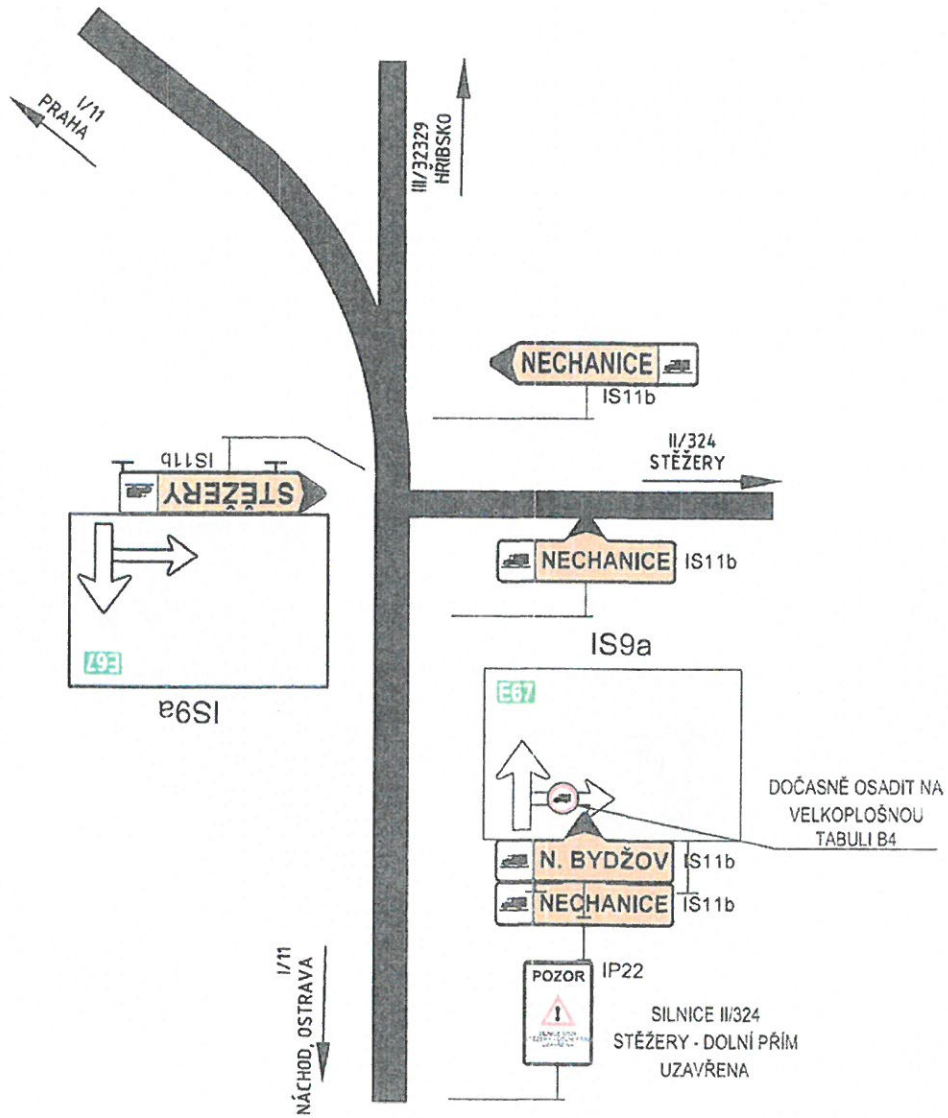 I/11
PRAHA
III/32329
HŘIBSKO
NECHANICE
IS11b
II/324
STĚŽERY
IS11b
STĚŽERY
NECHANICE
IS11b
IS9a
E67
IS9a
E67
DOČASNĚ OSADIT NA
VELKOPLOŠNOU
TABULI B4
N. BYDŽOV
IS11b
NECHANICE
IS11b
I/11
NÁCHOD, OSTRAVA
IP22
POZOR
SILNICE II/324
STĚŽERY - DOLNÍ PŘÍM
UZAVŘENA